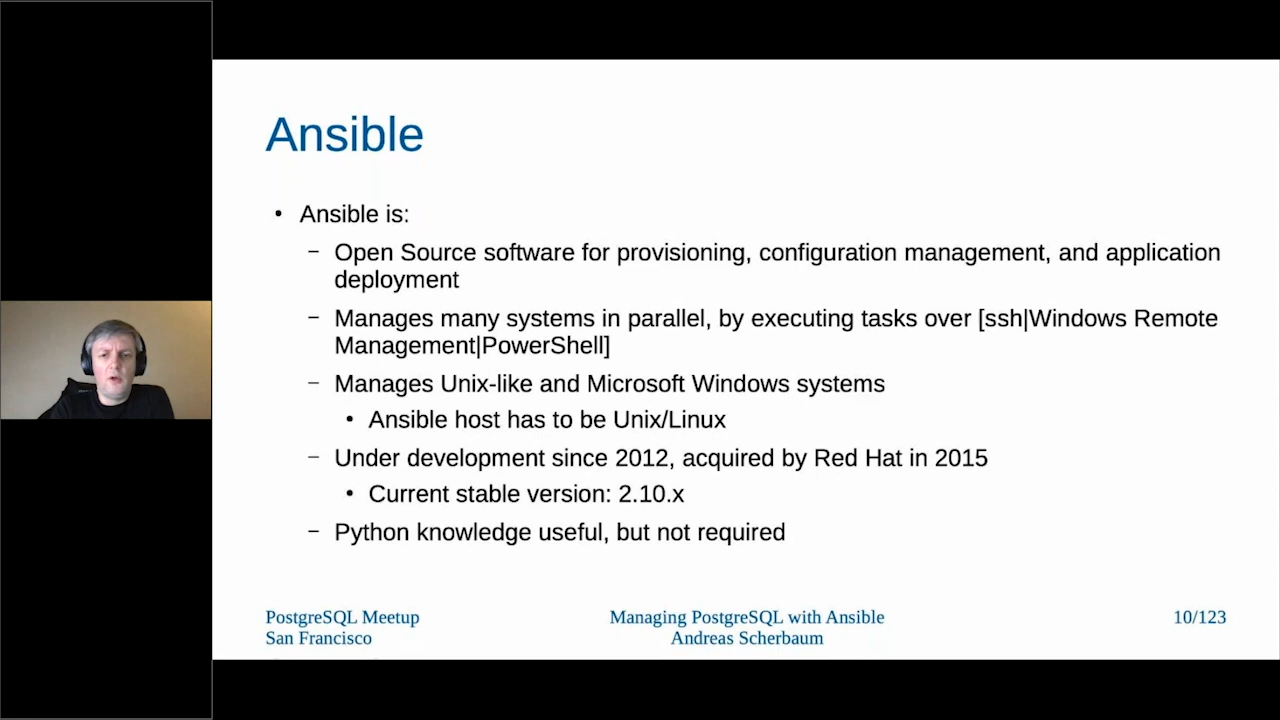 Ansible
• Ansible is:
– Open Source software for provisioning, configuration management, and application
deployment
– Manages many systems in parallel, by executing tasks over [ssh|Windows Remote
Management|PowerShell]
– Manages Unix-like and Microsoft Windows systems
• Ansible host has to be Unix/Linux
– Under development since 2012, acquired by Red Hat in 2015
• Current stable version: 2.10.x
– Python knowledge useful, but not required
PostgreSQL Meetup
San Francisco
Managing PostgreSQL with Ansible
Andreas Scherbaum
10/123